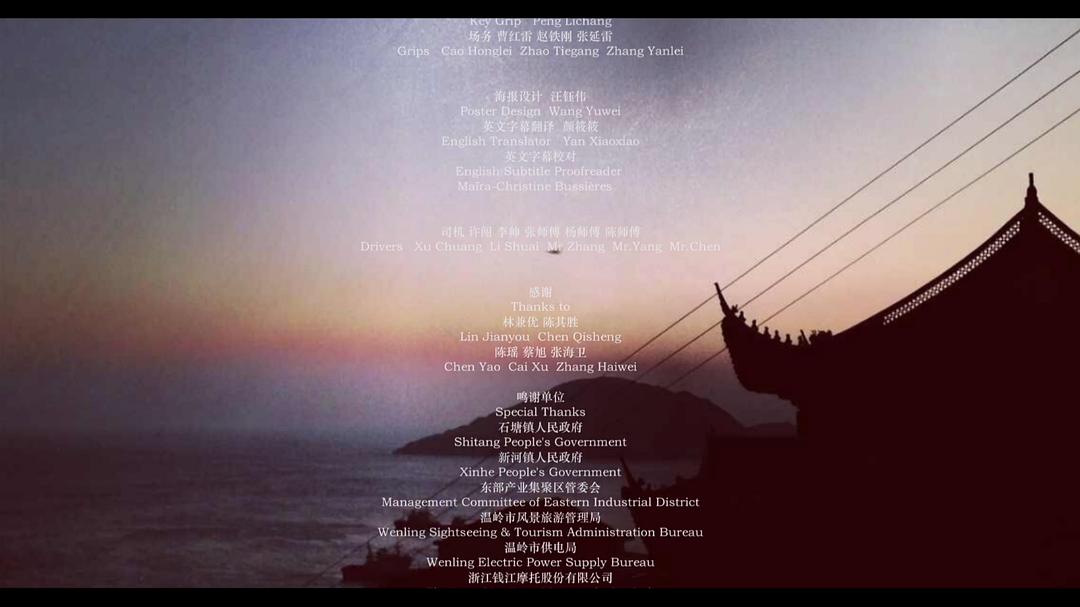 Key Grip Peng Lichang
场务 曹红雷 赵铁刚 张延雷
Grips Cao Honglei Zhao Tiegang Zhang Yanlei
海报设计 汪钰伟
Poster Design Wang Yuwei
英文字幕翻译 颜筱筱
English Translator Yan Xiaoxiao
英文字幕校对
English Subtitle Proofreader
Maïra-Christine Bussières
司机 许闯 李帅 张师傅 杨师傅 陈师傅
Drivers Xu Chuang Li Shuai Mr.Zhang Mr.Yang Mr.Chen
感谢
Thanks to
林兼优 陈其胜
Lin Jianyou Chen Qisheng
陈瑶 蔡旭 张海卫
Chen Yao Cai Xu Zhang Haiwei
鸣谢单位
Special Thanks
石塘镇人民政府
Shitang People's Government
新河镇人民政府
Xinhe People's Government
东部产业集聚区管委会
Management Committee of Eastern Industrial District
温岭市风景旅游管理局
Wenling Sightseeing & Tourism Administration Bureau
温岭市供电局
Wenling Electric Power Supply Bureau
浙江钱江摩托股份有限公司